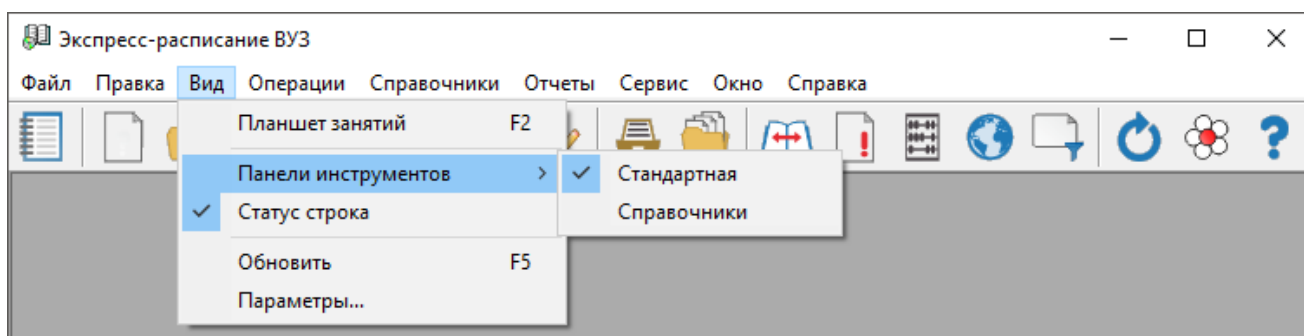 Экспресс-расписание ВУЗ
Файл Правка Вид Операции Справочники Отчеты Сервис Окно Справка
Планшет занятий F2
Панели инструментов
Стандартная
Статус строка
Справочники
Обновить F5
Параметры...